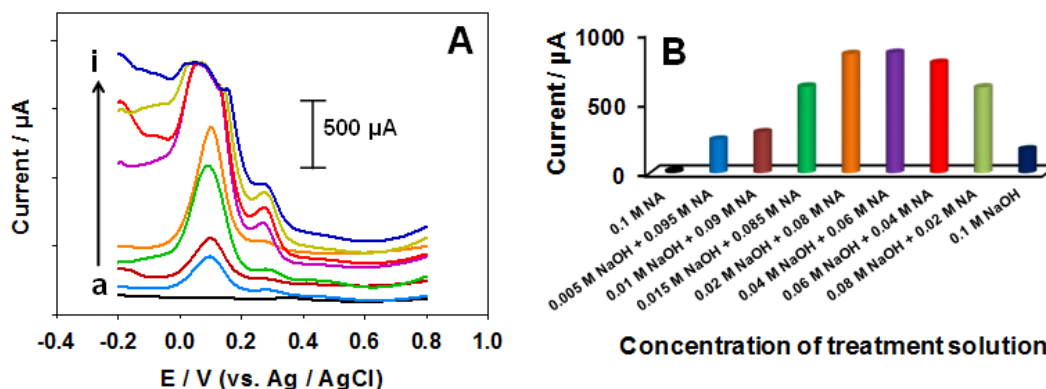 A
i
a
500 µA
Current / µA
-0.4 -0.2 0.0 0.2 0.4 0.6 0.8 1.0
E / V (vs. Ag / AgCl)
B
Current / µA
1000
500
0
0.1 M NA
0.005 M NaOH + 0.095 M NA
0.01 M NaOH + 0.09 M NA
0.015 M NaOH + 0.085 M NA
0.02 M NaOH + 0.08 M NA
0.04 M NaOH + 0.06 M NA
0.06 M NaOH + 0.04 M NA
0.08 M NaOH + 0.02 M NA
0.1 M NaOH
Concentration of treatment solution